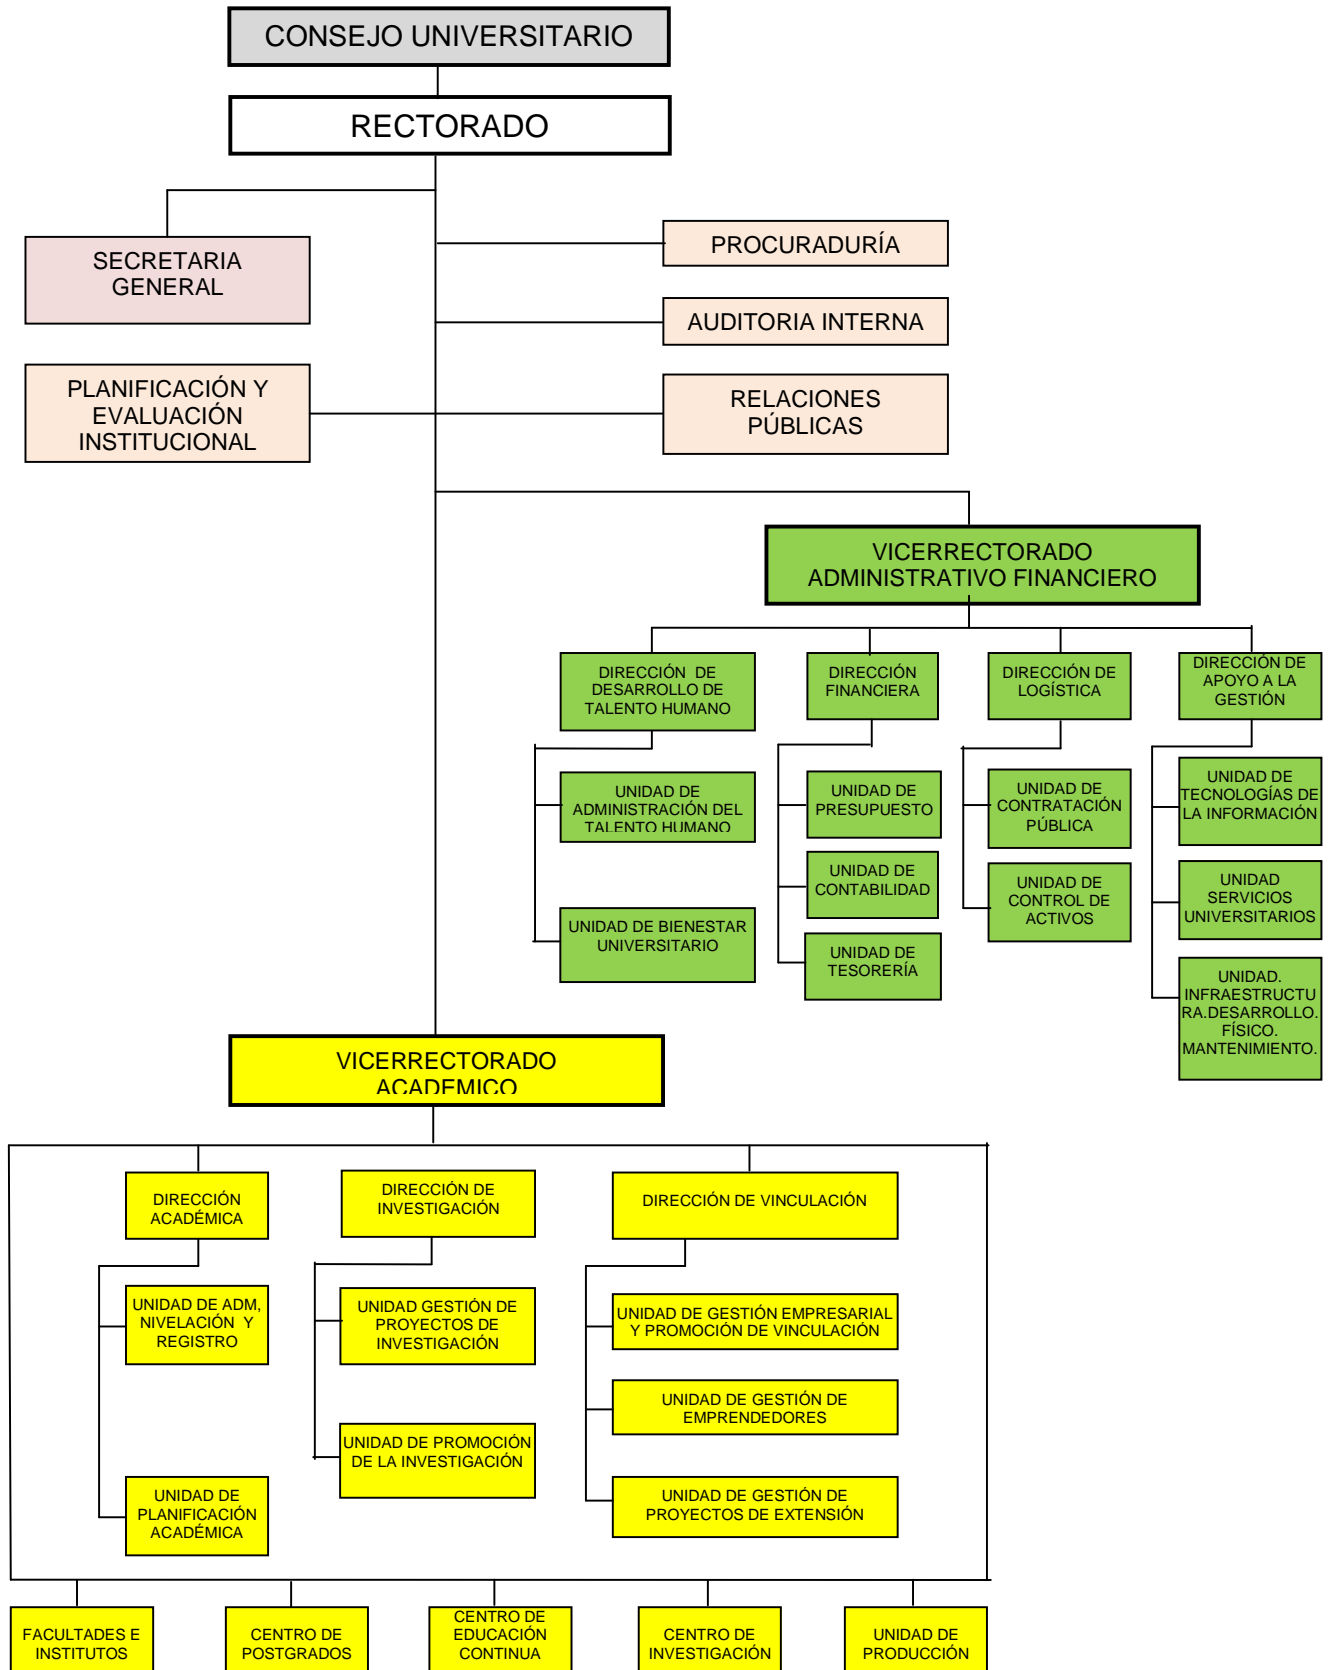 CONSEJO UNIVERSITARIO
RECTORADO
SECRETARIA
GENERAL
PROCURADURÍA
AUDITORIA INTERNA
PLANIFICACIÓN Y
EVALUACIÓN
INSTITUCIONAL
RELACIONES
PÚBLICAS
VICERRECTORADO
ADMINISTRATIVO FINANCIERO
DIRECCIÓN DE
DESARROLLO DE
TALENTO HUMANO
DIRECCIÓN
FINANCIERA
DIRECCIÓN DE
LOGÍSTICA
DIRECCIÓN DE
APOYO A LA
GESTIÓN
UNIDAD DE
ADMINISTRACIÓN DEL
TALENTO HUMANO
UNIDAD DE BIENESTAR
UNIVERSITARIO
UNIDAD DE
PRESUPUESTO
UNIDAD DE
CONTABILIDAD
UNIDAD DE
TESORERÍA
UNIDAD DE
CONTRATACIÓN
PÚBLICA
UNIDAD DE
CONTROL DE
ACTIVOS
UNIDAD DE
TECNOLOGÍAS DE
LA INFORMACIÓN
UNIDAD
SERVICIOS
UNIVERSITARIOS
UNIDAD.
INFRAESTRUCTU
RA.DESARROLLO.
FÍSICO.
MANTENIMIENTO.
VICERRECTORADO
ACADEMICO
DIRECCIÓN
ACADÉMICA
DIRECCIÓN DE
INVESTIGACIÓN
DIRECCIÓN DE VINCULACIÓN
UNIDAD DE ADM,
NIVELACIÓN Y
REGISTRO
UNIDAD DE
PLANIFICACIÓN
ACADÉMICA
UNIDAD GESTIÓN DE
PROYECTOS DE
INVESTIGACIÓN
UNIDAD DE PROMOCIÓN
DE LA INVESTIGACIÓN
UNIDAD DE GESTIÓN EMPRESARIAL
Y PROMOCIÓN DE VINCULACIÓN
UNIDAD DE GESTIÓN DE
EMPRENDEDORES
UNIDAD DE GESTIÓN DE
PROYECTOS DE EXTENSIÓN
FACULTADES E
INSTITUTOS
CENTRO DE
POSTGRADOS
CENTRO DE
EDUCACIÓN
CONTINUA
CENTRO DE
INVESTIGACIÓN
UNIDAD DE
PRODUCCIÓN